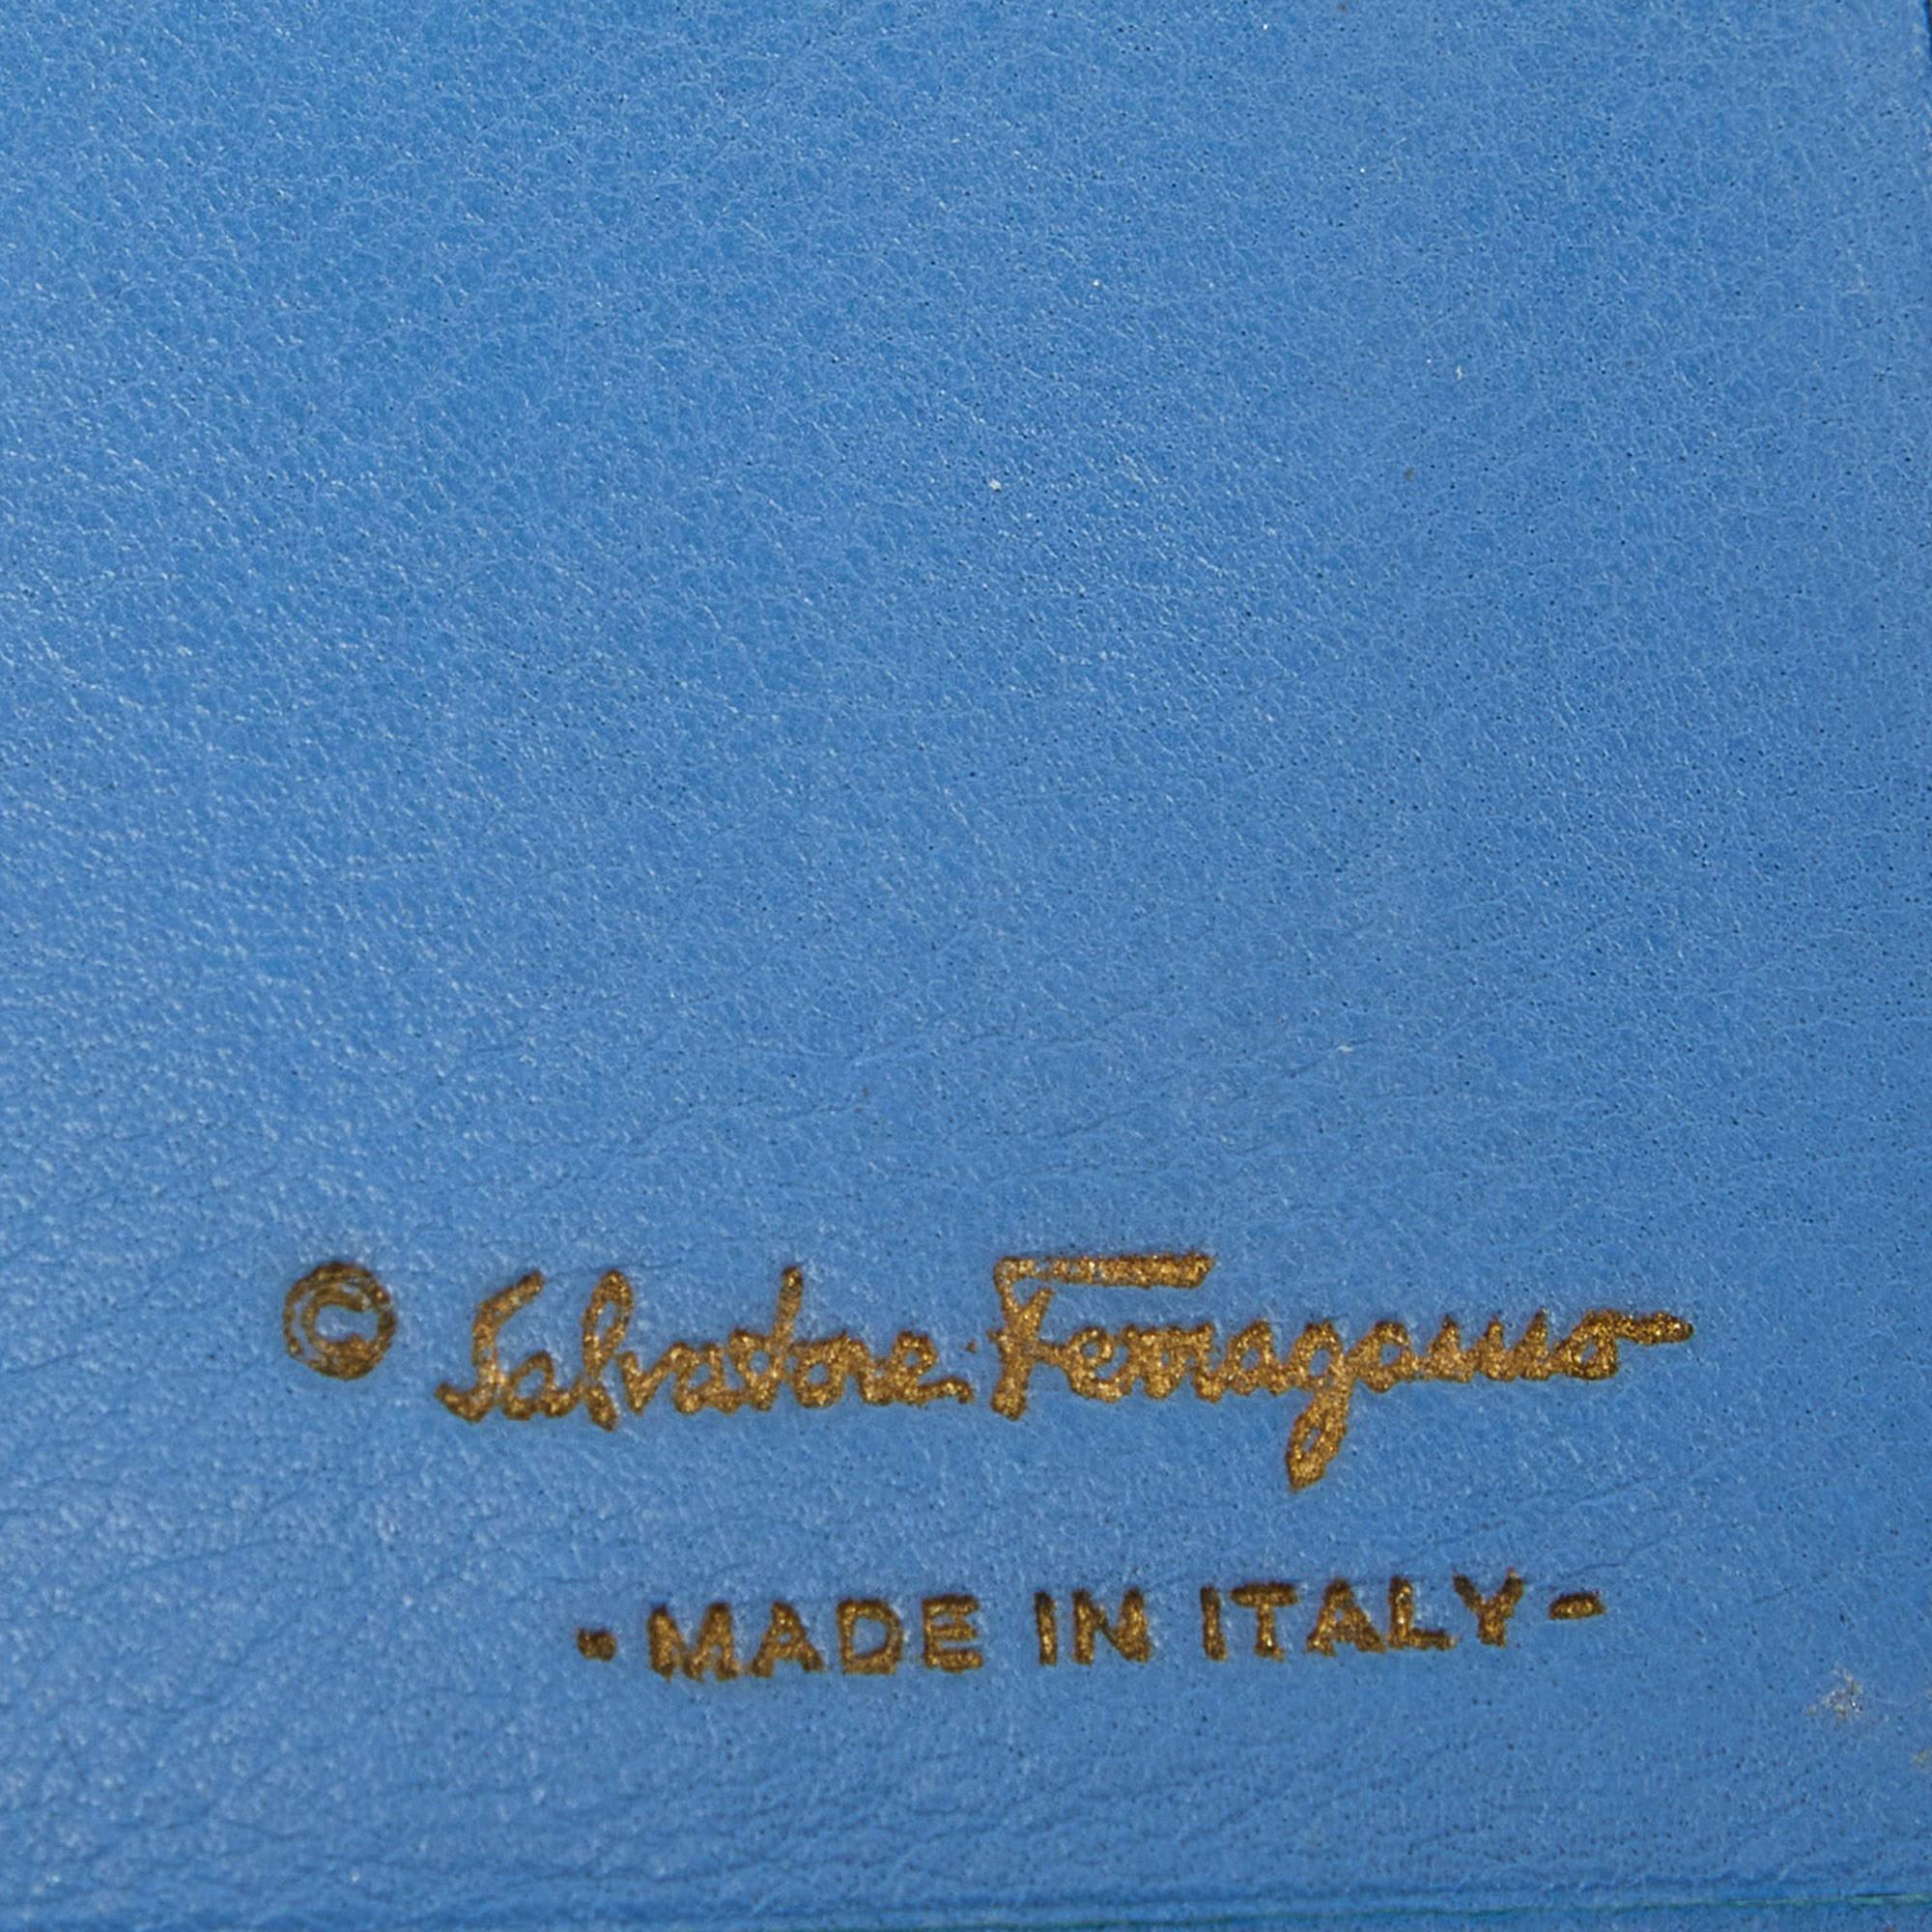 © Salvatore Ferragamo
- MADE IN ITALY -